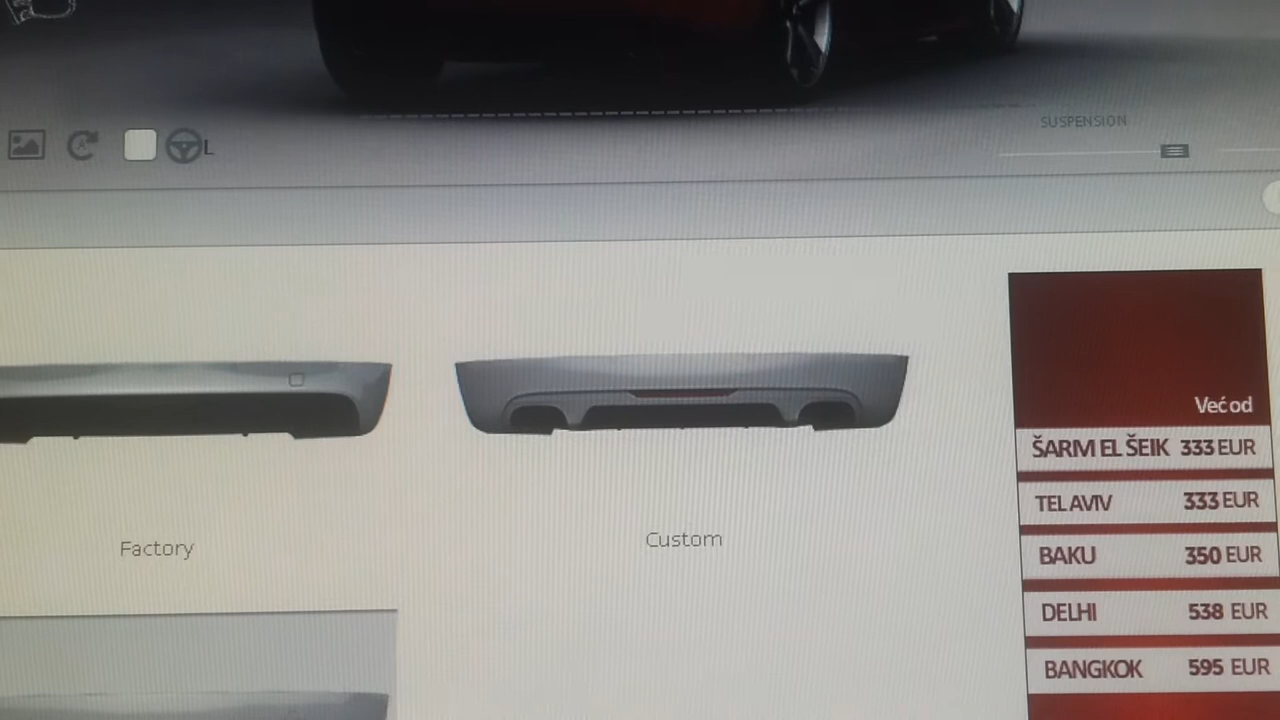 SUSPENSION
L
Factory
Custom
Već od
ŠARM EL ŠEIK 333 EUR
TEL AVIV 333 EUR
BAKU 350 EUR
DELHI 538 EUR
BANGKOK 595 EUR